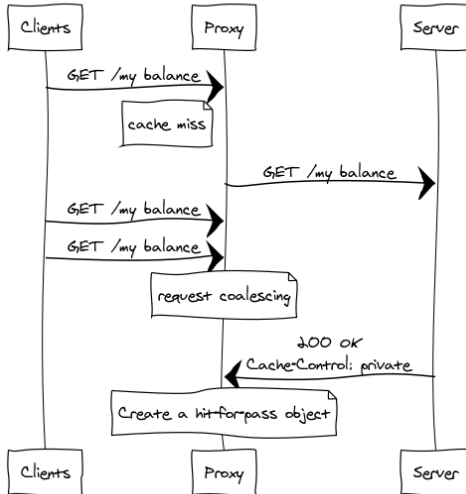 Clients
Proxy
Server
GET /my balance
cache miss
GET /my balance
GET /my balance
GET /my balance
request coalescing
200 OK
Cache-Control: private
Create a hit-for-pass object
Clients
Proxy
Server